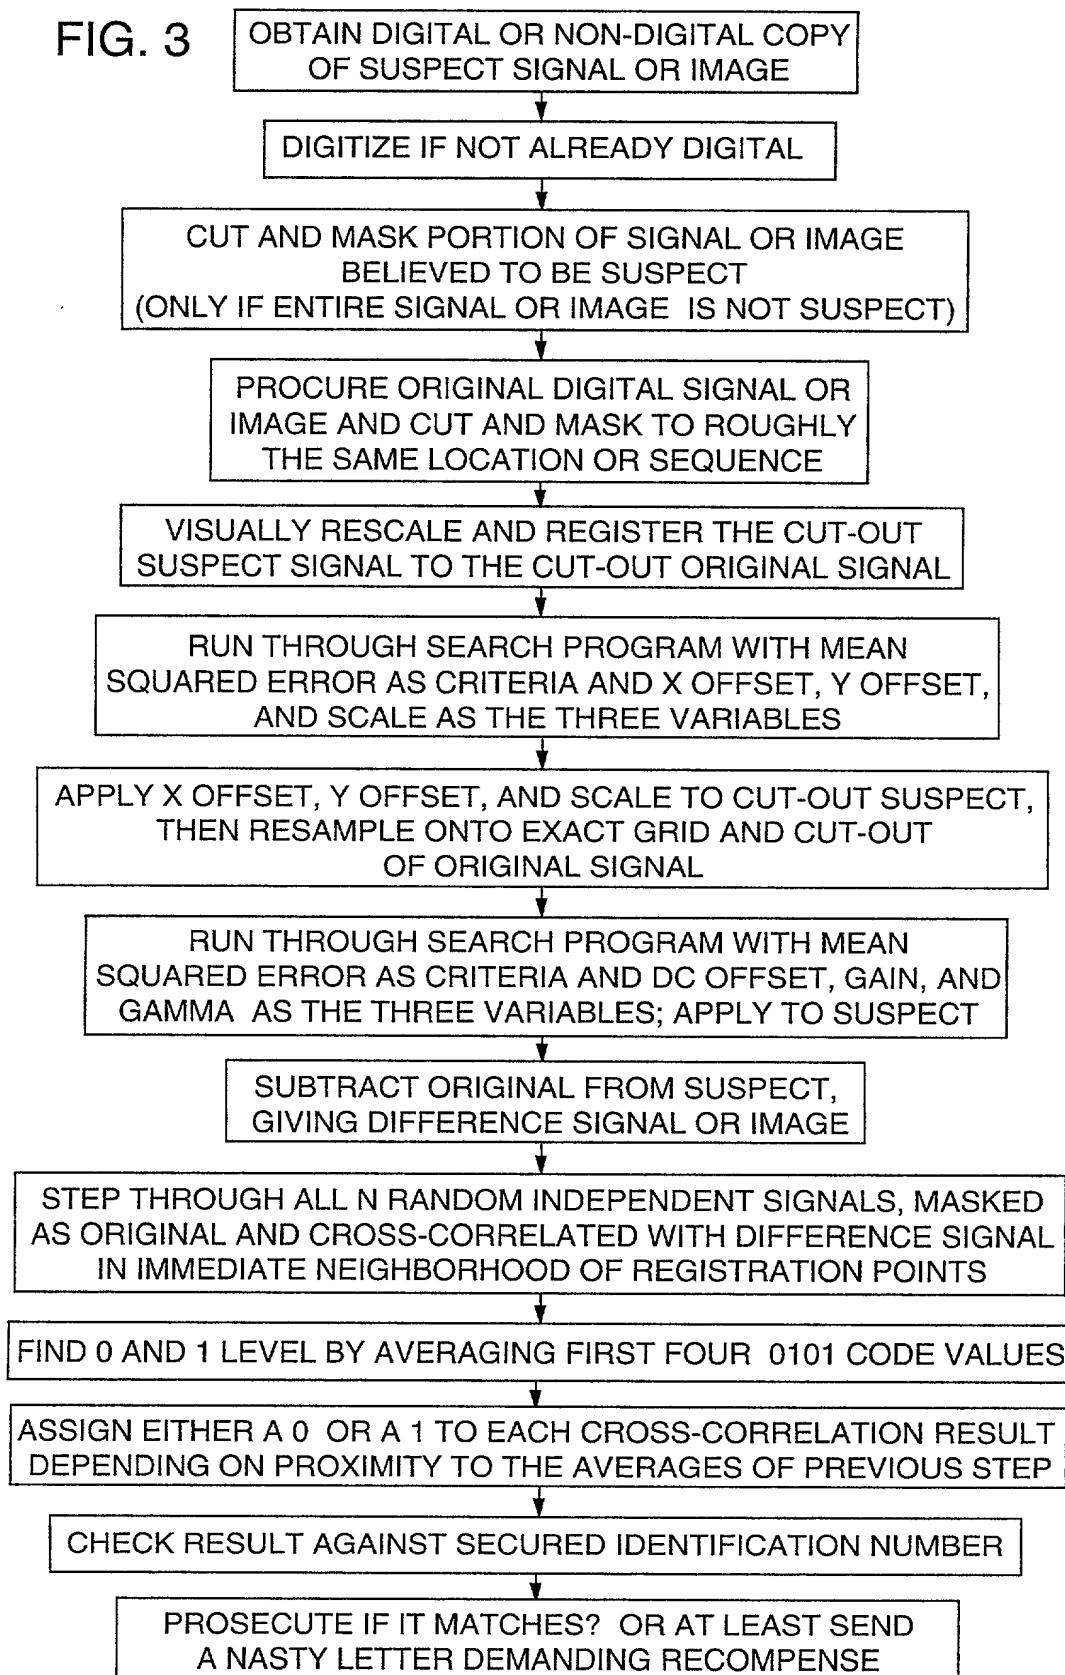 FIG. 3
OBTAIN DIGITAL OR NON-DIGITAL COPY
OF SUSPECT SIGNAL OR IMAGE
DIGITIZE IF NOT ALREADY DIGITAL
CUT AND MASK PORTION OF SIGNAL OR IMAGE
BELIEVED TO BE SUSPECT
(ONLY IF ENTIRE SIGNAL OR IMAGE IS NOT SUSPECT)
PROCURE ORIGINAL DIGITAL SIGNAL OR
IMAGE AND CUT AND MASK TO ROUGHLY
THE SAME LOCATION OR SEQUENCE
VISUALLY RESCALE AND REGISTER THE CUT-OUT
SUSPECT SIGNAL TO THE CUT-OUT ORIGINAL SIGNAL
RUN THROUGH SEARCH PROGRAM WITH MEAN
SQUARED ERROR AS CRITERIA AND X OFFSET, Y OFFSET,
AND SCALE AS THE THREE VARIABLES
APPLY X OFFSET, Y OFFSET, AND SCALE TO CUT-OUT SUSPECT,
THEN RESAMPLE ONTO EXACT GRID AND CUT-OUT
OF ORIGINAL SIGNAL
RUN THROUGH SEARCH PROGRAM WITH MEAN
SQUARED ERROR AS CRITERIA AND DC OFFSET, GAIN, AND
GAMMA AS THE THREE VARIABLES; APPLY TO SUSPECT
SUBTRACT ORIGINAL FROM SUSPECT,
GIVING DIFFERENCE SIGNAL OR IMAGE
STEP THROUGH ALL N RANDOM INDEPENDENT SIGNALS, MASKED
AS ORIGINAL AND CROSS-CORRELATED WITH DIFFERENCE SIGNAL
IN IMMEDIATE NEIGHBORHOOD OF REGISTRATION POINTS
FIND 0 AND 1 LEVEL BY AVERAGING FIRST FOUR 0101 CODE VALUES
ASSIGN EITHER A 0 OR A 1 TO EACH CROSS-CORRELATION RESULT
DEPENDING ON PROXIMITY TO THE AVERAGES OF PREVIOUS STEP
CHECK RESULT AGAINST SECURED IDENTIFICATION NUMBER
PROSECUTE IF IT MATCHES? OR AT LEAST SEND
A NASTY LETTER DEMANDING RECOMPENSE